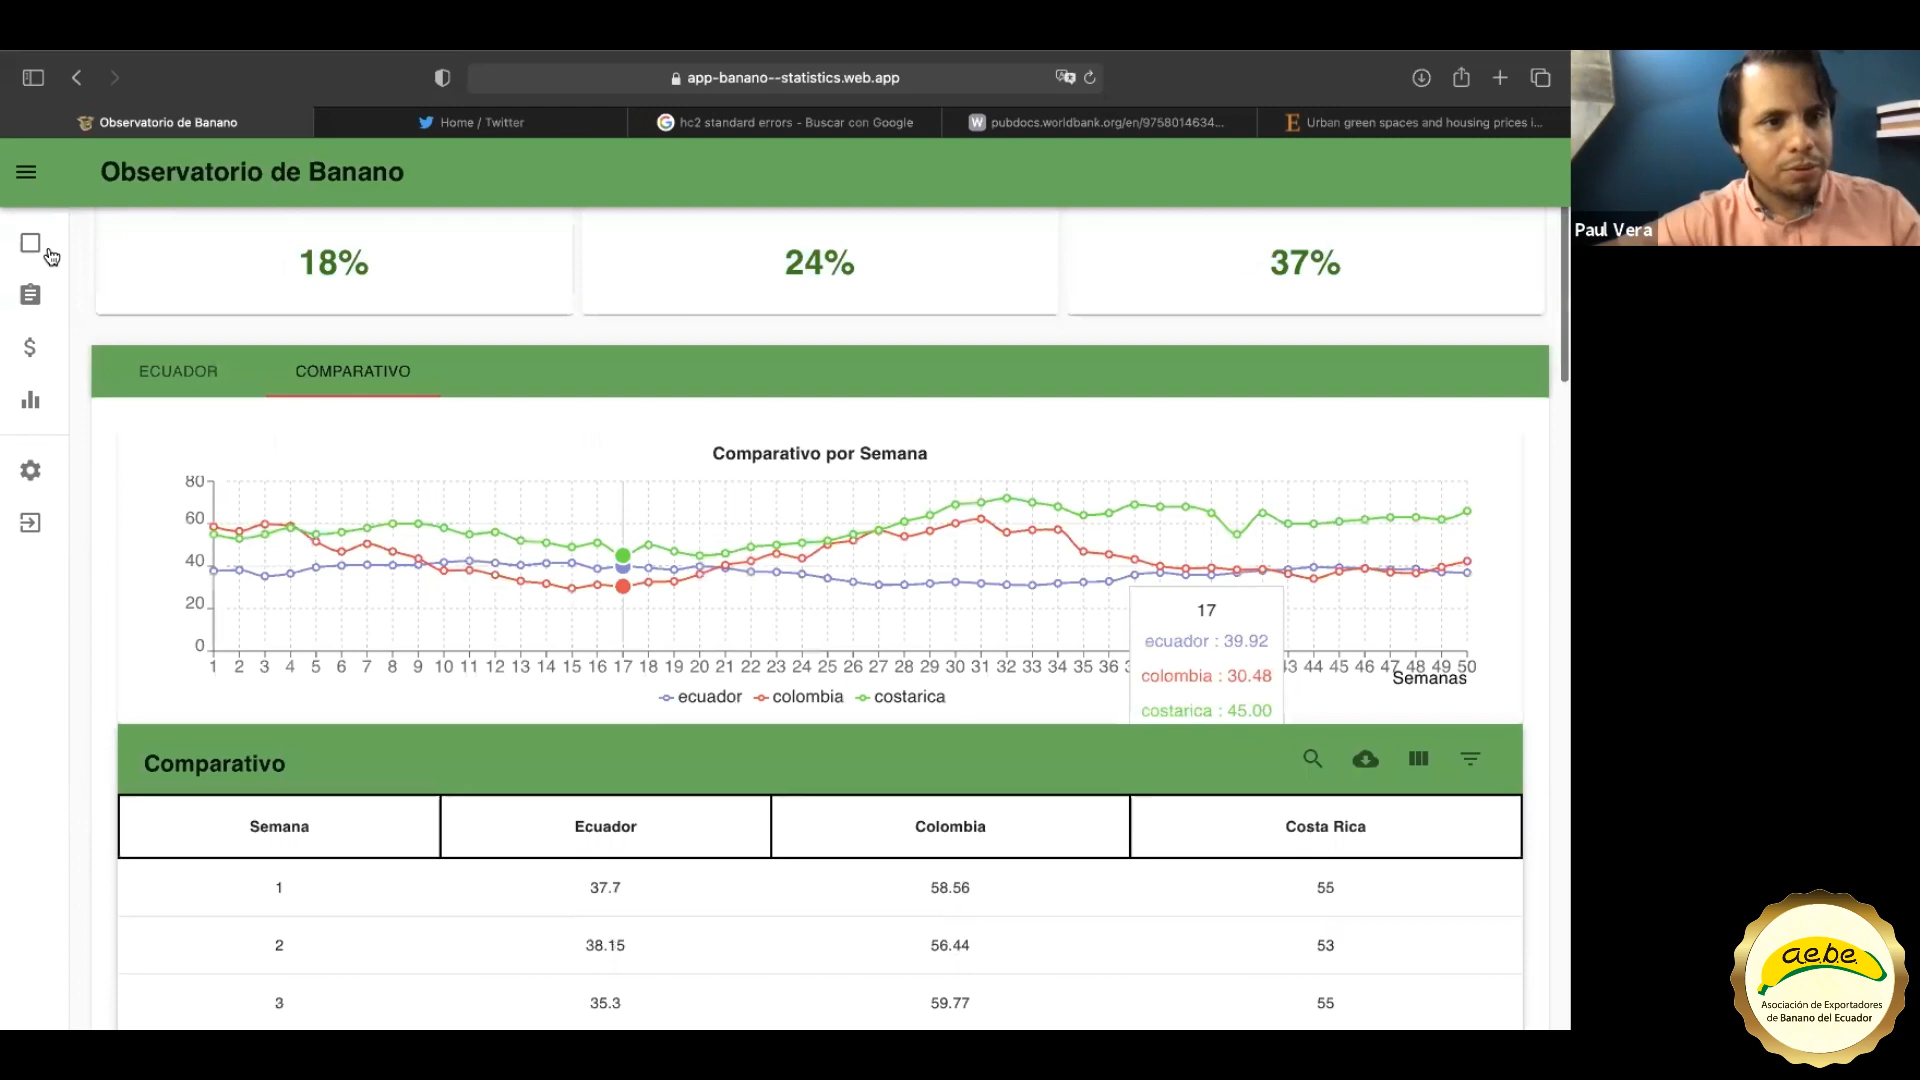 app-banano--statistics.web.app
Observatorio de Banano
Home / Twitter
hc2 standard errors - Buscar con Google
pubdocs.worldbank.org/en/9758014634...
Urban green spaces and housing prices i...
Observatorio de Banano
Paul Vera
18% 24% 37%
ECUADOR COMPARATIVO
Comparativo por Semana
80
60
40
20
0
1 2 3 4 5 6 7 8 9 10 11 12 13 14 15 16 17 18 19 20 21 22 23 24 25 26 27 28 29 30 31 32 33 34 35 36 43 44 45 46 47 48 49 50
Semanas
ecuador colombia costarica
17
ecuador : 39.92
colombia : 30.48
costarica : 45.00
Comparativo
Semana Ecuador Colombia Costa Rica
1 37.7 58.56 55
2 38.15 56.44 53
3 35.3 59.77 55
a.e.b.e.
Asociación de Exportadores
de Banano del Ecuador